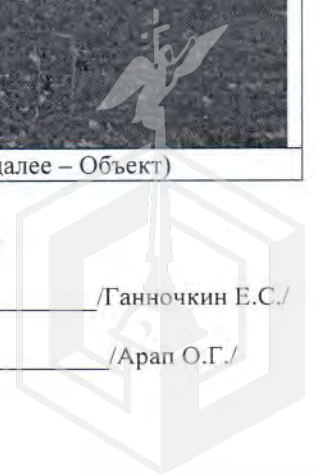 далее – Объект)
/Ганночкин Е.С./
/Арап О.Г./